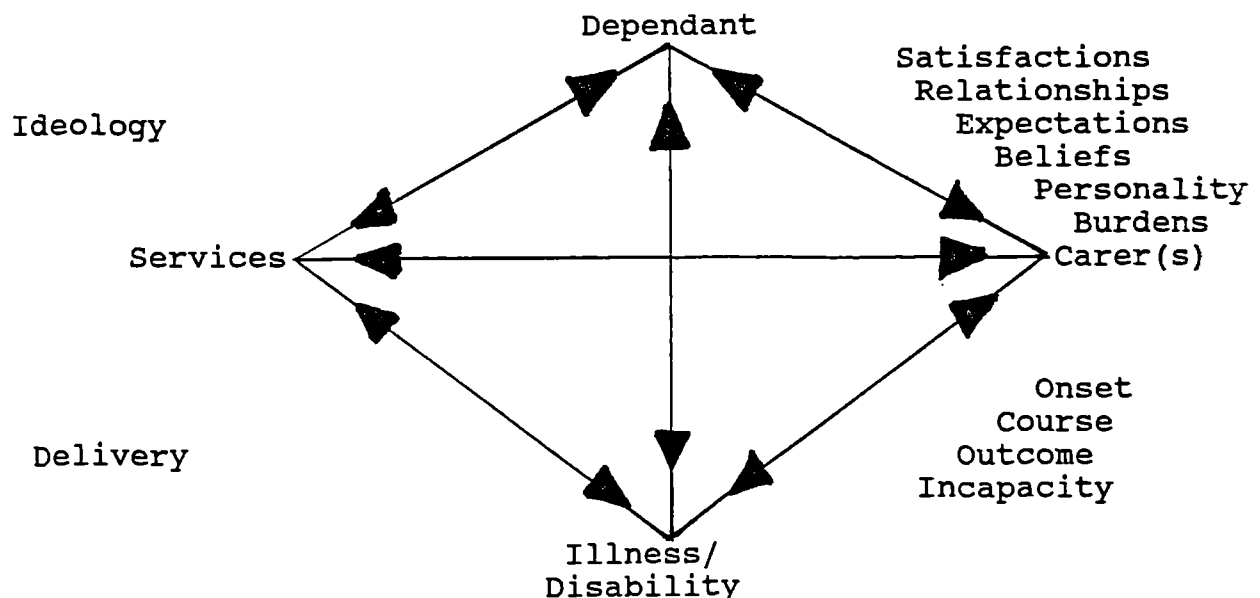 Dependant
Satisfactions
Relationships
Ideology
Expectations
Beliefs
Personality
Burdens
Services
Carer(s)
Onset
Course
Delivery
Outcome
Incapacity
Illness/
Disability